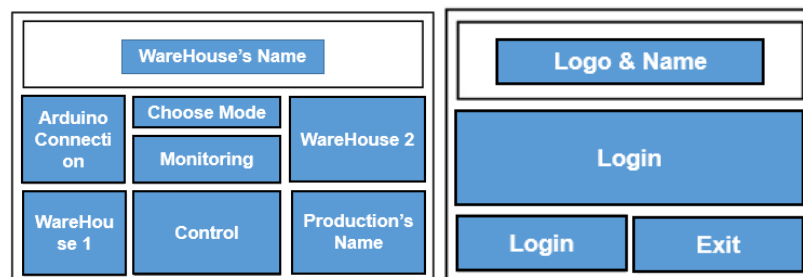 WareHouse's Name
Arduino
Connecti
on
Choose Mode
Monitoring
WareHouse 2
WareHou
se 1
Control
Production's
Name
Logo & Name
Login
Login
Exit